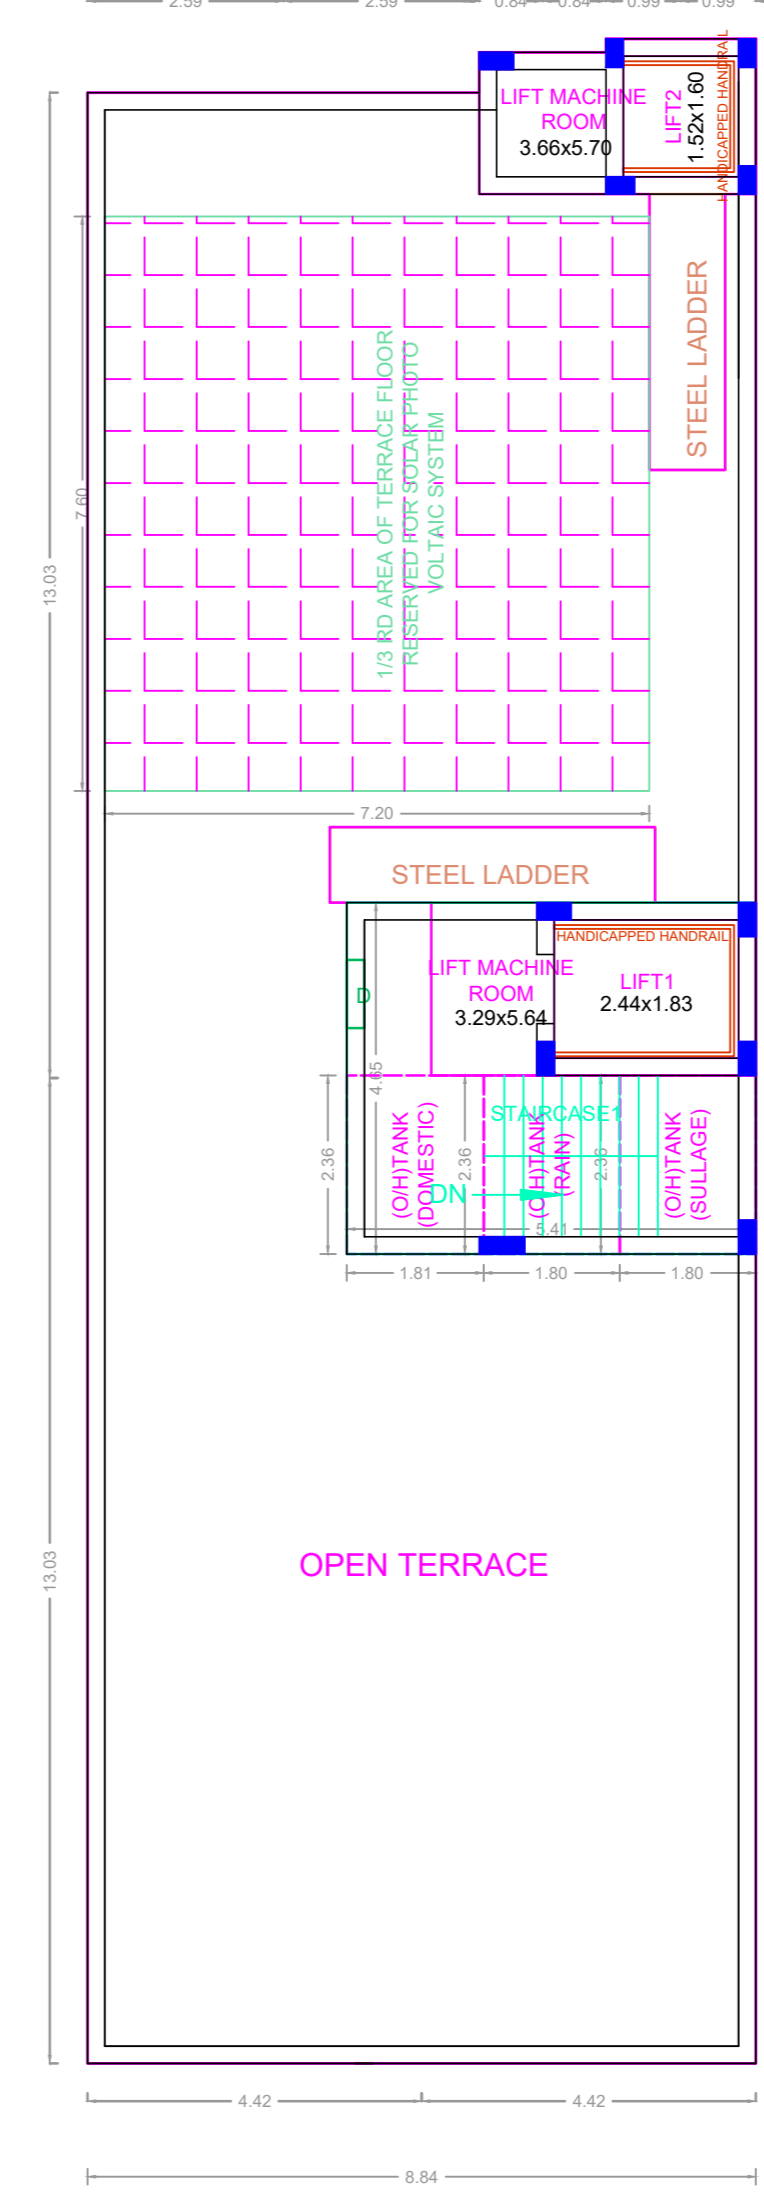 2.59
2.59
0.84
0.84
0.99
0.99
LIFT MACHINE
ROOM
3.66x5.70
LIFT2
1.52x1.60
HANDICAPPED HANDRAIL
STEEL LADDER
1/3 RD AREA OF TERRACE FLOOR
RESERVED FOR SOLAR PHOTO
VOLTAIC SYSTEM
7.60
13.03
7.20
STEEL LADDER
HANDICAPPED HANDRAIL
LIFT MACHINE
ROOM
3.29x5.64
LIFT1
2.44x1.83
D
4.65
STAIRCASE1
(O/H)TANK
(DOMESTIC)
(O/H)TANK
(RAIN)
(O/H)TANK
(SULLAGE)
2.36
2.36
2.36
DN
5.41
1.81
1.80
1.80
OPEN TERRACE
13.03
4.42
4.42
8.84